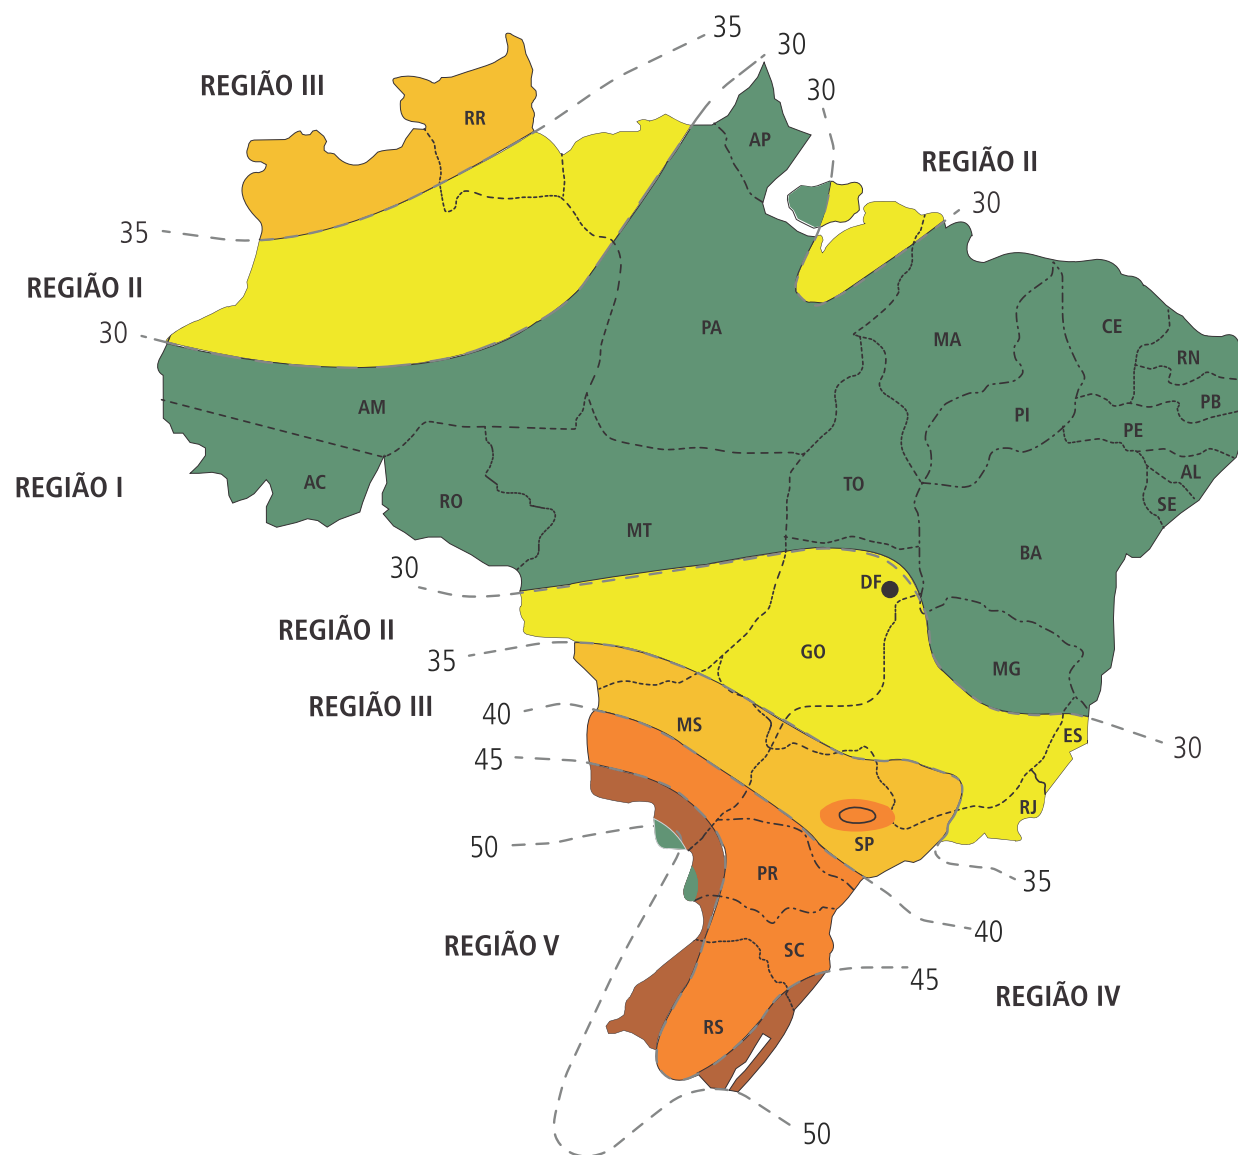 35
30
REGIÃO III
30
RR
AP
REGIÃO II
30
35
REGIÃO II
30
PA
CE
MA
RN
AM
PB
PI
PE
REGIÃO I
AC
AL
TO
RO
SE
MT
BA
30
DF
REGIÃO II
GO
35
MG
REGIÃO III
40
MS
ES
30
45
RJ
SP
50
PR
35
40
REGIÃO V
SC
45
REGIÃO IV
RS
50